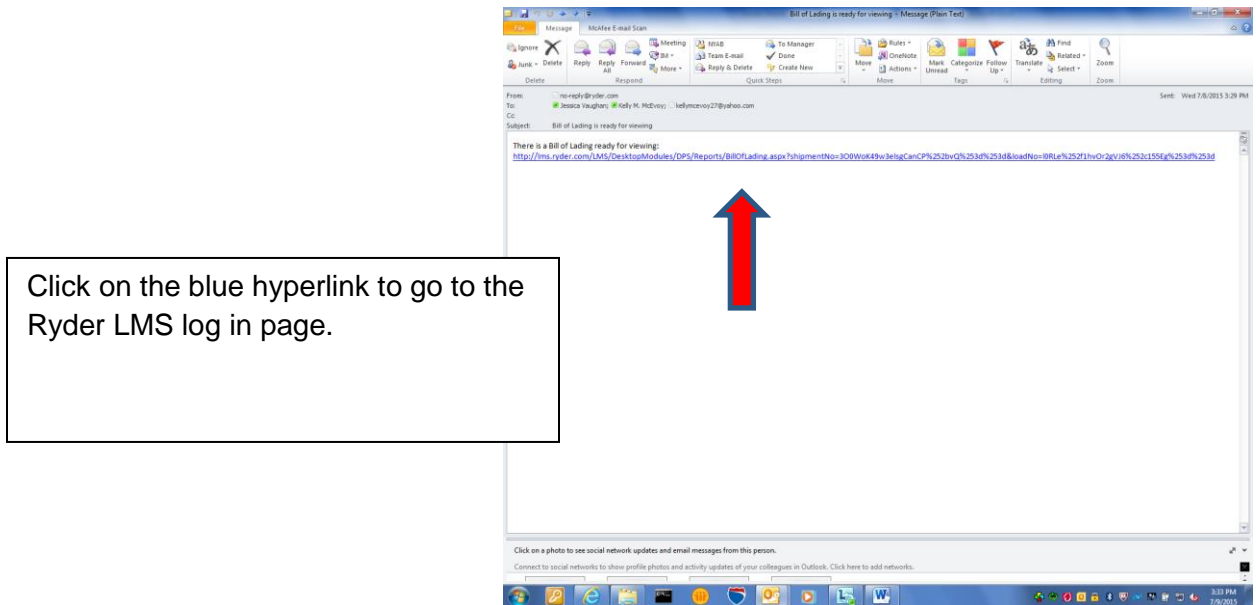 Bill of Lading is ready for viewing - Message (Plain Text)
File Message McAfee E-mail Scan
Ignore
Junk
Delete
Reply
Reply All
Forward
Meeting
More
Delete
Respond
NYAB
Team E-mail
Reply & Delete
To Manager
Done
Create New
Quick Steps
Move
Rules
OneNote
Actions
Move
Mark Unread
Categorize
Follow Up
Tags
Translate
Find
Related
Select
Editing
Zoom
Zoom
From: no-reply@ryder.com
Sent: Wed 7/8/2015 3:29 PM
To: Jessica Vaughan; Kelly M. McEvoy; kellymcevoy27@yahoo.com
Cc:
Subject: Bill of Lading is ready for viewing
There is a Bill of Lading ready for viewing:
http://lms.ryder.com/LMS/DesktopModules/DPS/Reports/BillOfLading.aspx?shipmentNo=3O0WoK49w3elsgCanCP%252bvQ%253d%253d&loadNo=l0RLe%252f1hvOr2gVJ6%252c155Eg%253d%253d
Click on the blue hyperlink to go to the
Ryder LMS log in page.
Click on a photo to see social network updates and email messages from this person.
Connect to social networks to show profile photos and activity updates of your colleagues in Outlook. Click here to add networks.
3:33 PM
7/9/2015